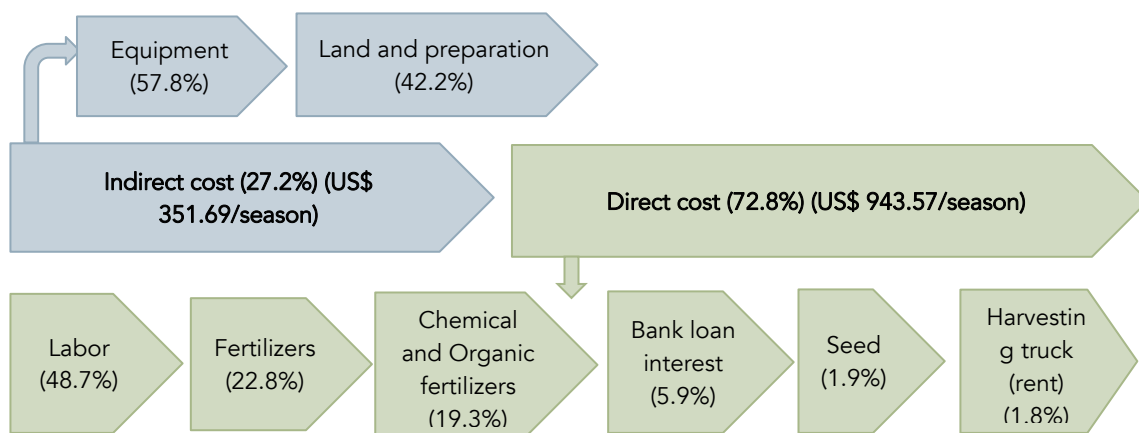 Equipment
(57.8%)
Land and preparation
(42.2%)
Indirect cost (27.2%) (US$
351.69/season)
Direct cost (72.8%) (US$ 943.57/season)
Labor
(48.7%)
Fertilizers
(22.8%)
Chemical
and Organic
fertilizers
(19.3%)
Bank loan
interest
(5.9%)
Seed
(1.9%)
Harvestin
g truck
(rent)
(1.8%)